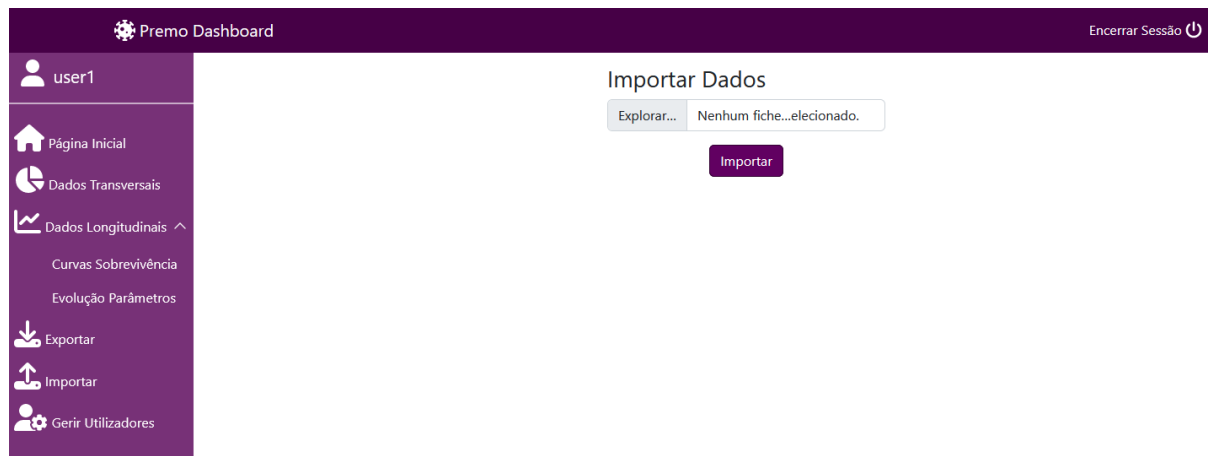 Premo Dashboard
Encerrar Sessão
user1
Página Inicial
Dados Transversais
Dados Longitudinais
Curvas Sobrevivência
Evolução Parâmetros
Exportar
Importar
Gerir Utilizadores
Importar Dados
Explorar... Nenhum fiche...elecionado.
Importar